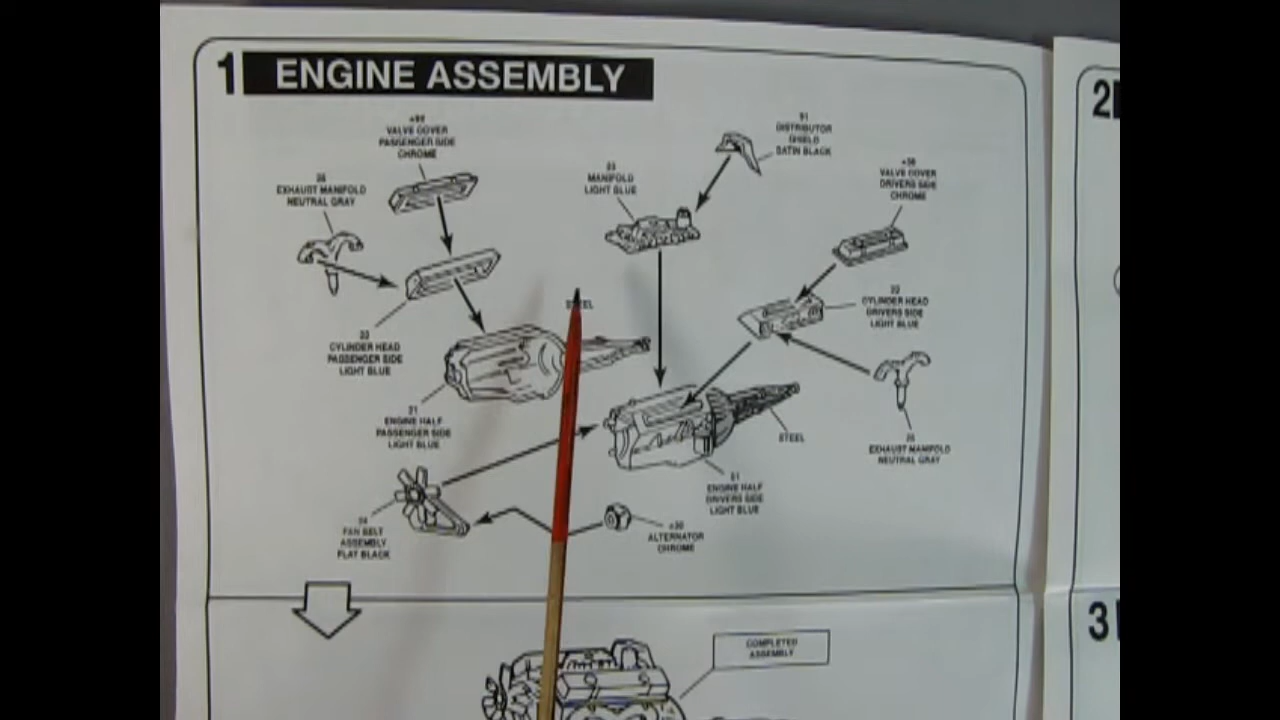 1 ENGINE ASSEMBLY
VALVE COVER
PASSENGER SIDE
CHROME
EXHAUST MANIFOLD
NEUTRAL GRAY
MANIFOLD
LIGHT BLUE
DISTRIBUTOR
SHIELD
SATIN BLACK
VALVE COVER
DRIVERS SIDE
CHROME
CYLINDER HEAD
DRIVERS SIDE
LIGHT BLUE
CYLINDER HEAD
PASSENGER SIDE
LIGHT BLUE
ENGINE HALF
PASSENGER SIDE
LIGHT BLUE
STEEL
EXHAUST MANIFOLD
NEUTRAL GRAY
ENGINE HALF
DRIVERS SIDE
LIGHT BLUE
FAN BELT
ASSEMBLY
FLAT BLACK
ALTERNATOR
CHROME
COMPLETED
ASSEMBLY
2
3